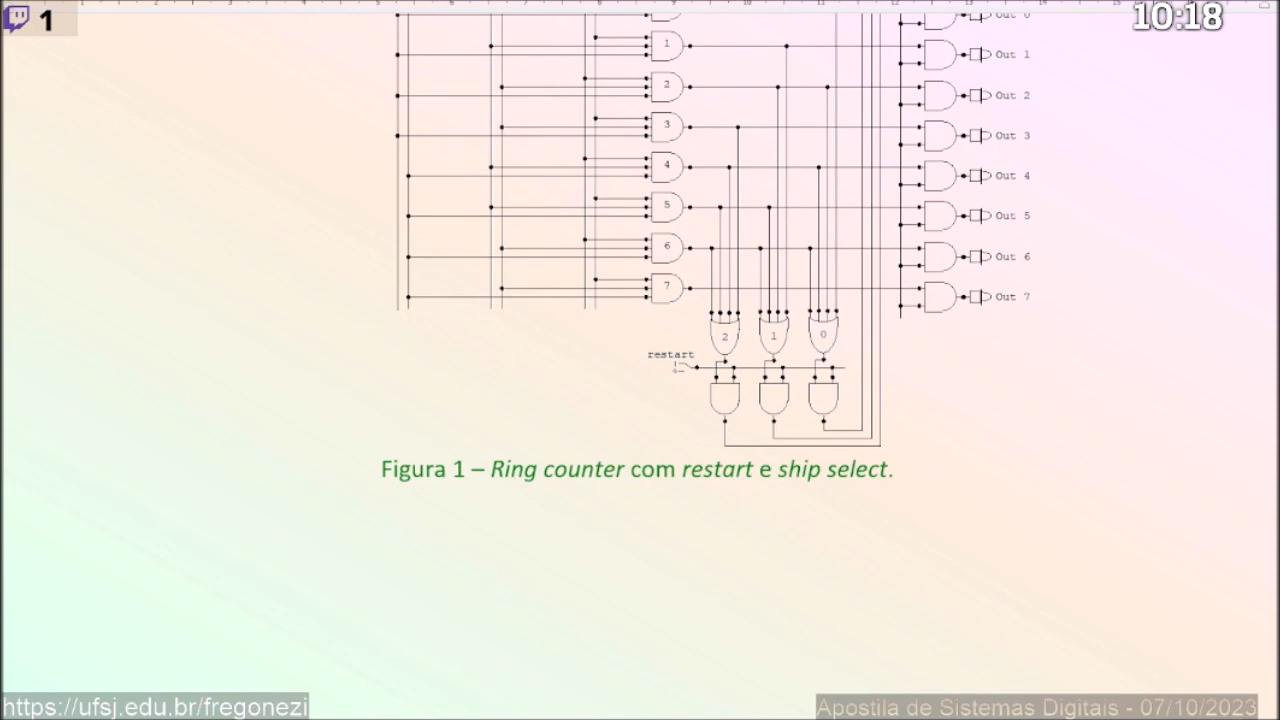 1
10:18
Out 0
1
Out 1
2
Out 2
3
Out 3
4
Out 4
5
Out 5
6
Out 6
7
Out 7
2 1 0
restart
Figura 1 – Ring counter com restart e ship select.
https://ufsj.edu.br/fregonezi
Apostila de Sistemas Digitais - 07/10/2023